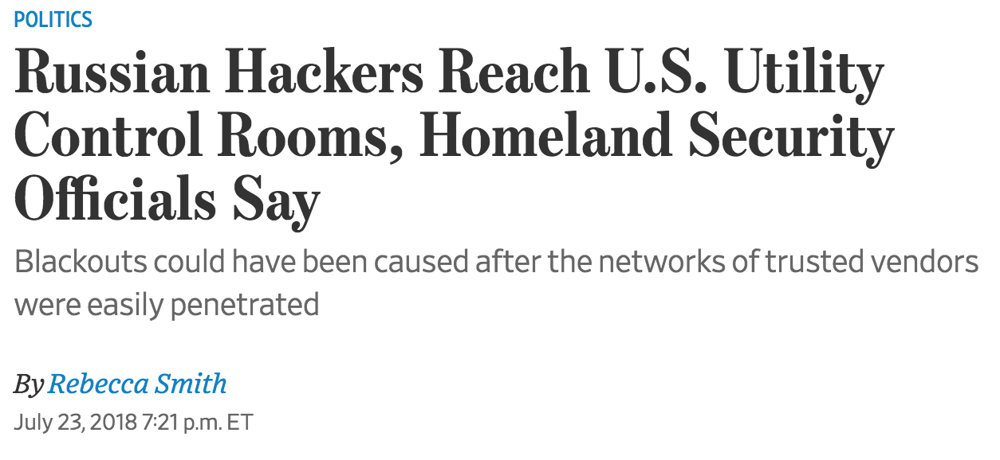 POLITICS
Russian Hackers Reach U.S. Utility
Control Rooms, Homeland Security
Officials Say
Blackouts could have been caused after the networks of trusted vendors
were easily penetrated
By Rebecca Smith
July 23, 2018 7:21 p.m. ET